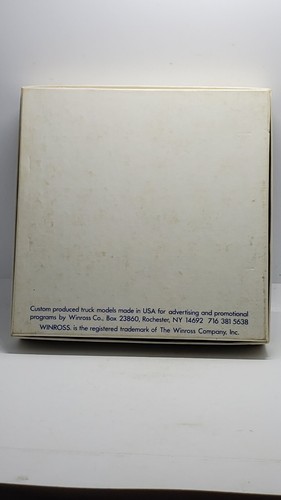 Custom produced truck models made in USA for advertising and promotional
programs by Winross Co., Box 23860, Rochester, NY 14692 716 381 5638
WINROSS. is the registered trademark of The Winross Company, Inc.